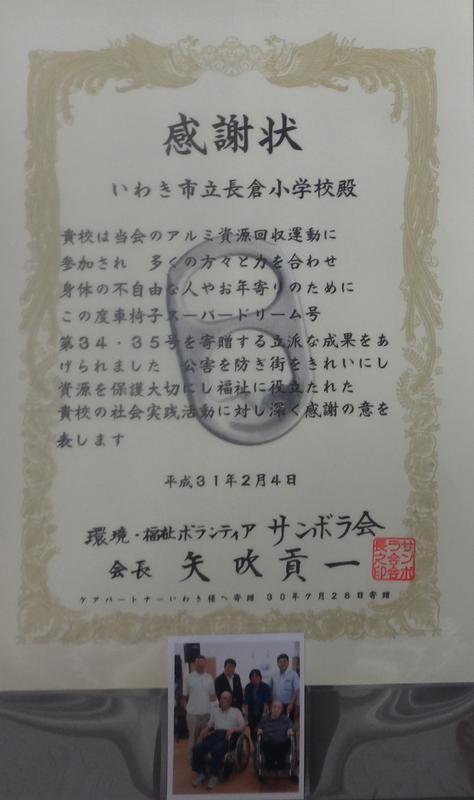 感謝状
いわき市立長倉小学校殿
貴校は当会のアルミ資源回収運動に
参加され　多くの方々と力を合わせ
身体の不自由な人やお年寄りのために
この度車椅子スーパードリーム号
第34・35号を寄贈する立派な成果をあ
げられました　公害を防ぎ街をきれいにし
資源を保護大切にし福祉に役立たれた
貴校の社会実践活動に対し深く感謝の意を
表します
平成31年2月4日
環境・福祉ボランティア サンボラ会
会長 矢吹貢一
サンボラ会会長之印
ケアパートナーいわき様へ寄贈 30年7月28日寄贈